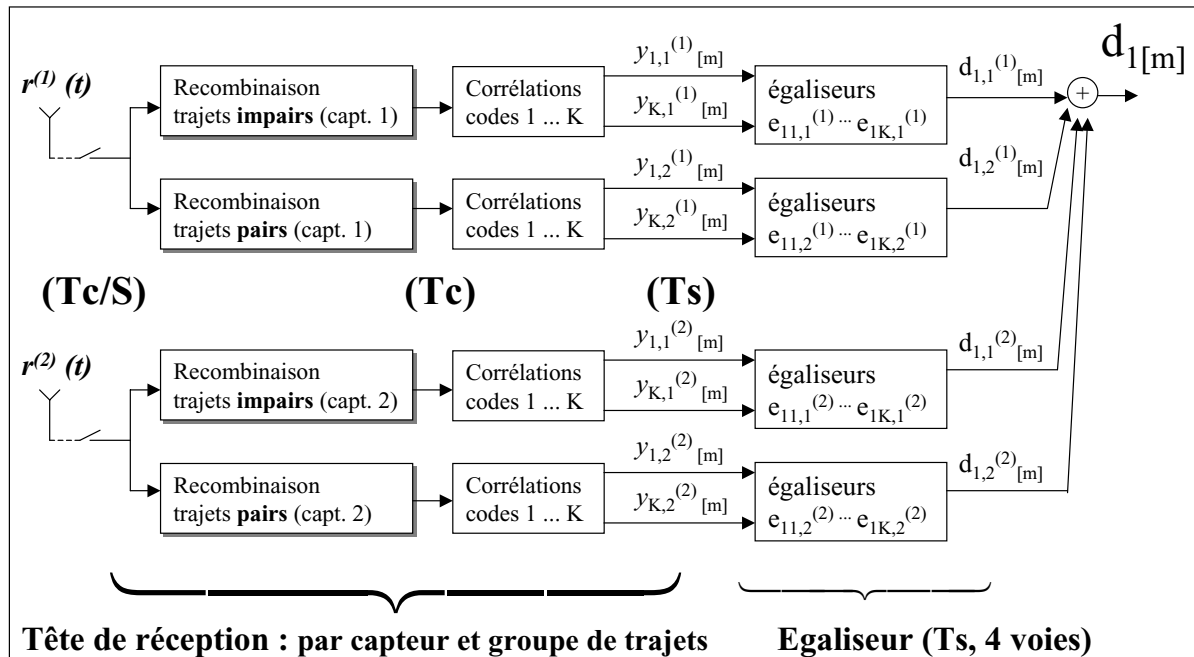 r(1) (t)
Recombinaison
trajets impairs (capt. 1)
Corrélations
codes 1 ... K
y1,1(1) [m]
yK,1(1) [m]
égaliseurs
e11,1(1) ... e1K,1(1)
d1,1(1)[m]
+
d1[m]
Recombinaison
trajets pairs (capt. 1)
Corrélations
codes 1 ... K
y1,2(1) [m]
yK,2(1) [m]
égaliseurs
e11,2(1) ... e1K,2(1)
d1,2(1)[m]
(Tc/S)
(Tc)
(Ts)
r(2) (t)
Recombinaison
trajets impairs (capt. 2)
Corrélations
codes 1 ... K
y1,1(2) [m]
yK,1(2) [m]
égaliseurs
e11,1(2) ... e1K,1(2)
d1,1(2)[m]
Recombinaison
trajets pairs (capt. 2)
Corrélations
codes 1 ... K
y1,2(2) [m]
yK,2(2) [m]
égaliseurs
e11,2(2) ... e1K,2(2)
d1,2(2)[m]
Tête de réception : par capteur et groupe de trajets
Egaliseur (Ts, 4 voies)